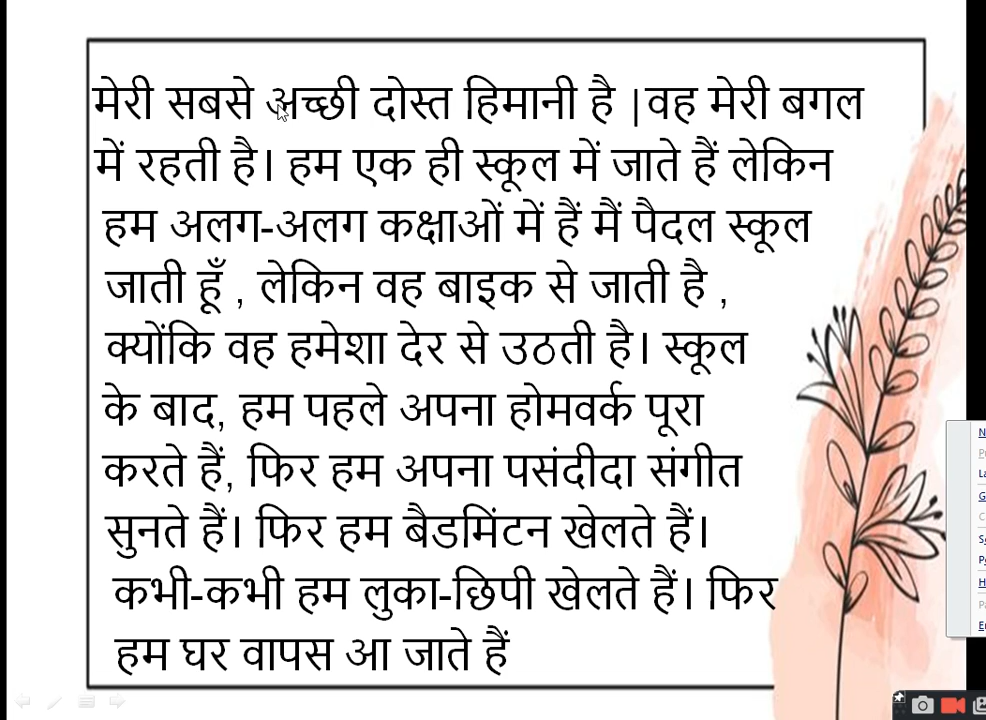 मेरी सबसे अच्छी दोस्त हिमानी है |वह मेरी बगल
में रहती है। हम एक ही स्कूल में जाते हैं लेकिन
हम अलग-अलग कक्षाओं में हैं मैं पैदल स्कूल
जाती हूँ , लेकिन वह बाइक से जाती है ,
क्योंकि वह हमेशा देर से उठती है। स्कूल
के बाद, हम पहले अपना होमवर्क पूरा
करते हैं, फिर हम अपना पसंदीदा संगीत
सुनते हैं। फिर हम बैडमिंटन खेलते हैं।
कभी-कभी हम लुका-छिपी खेलते हैं। फिर
हम घर वापस आ जाते हैं